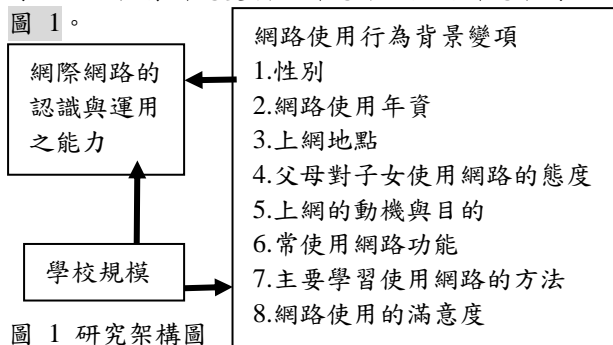 圖 1。
網際網路的
認識與運用
之能力
學校規模
圖 1 研究架構圖
網路使用行為背景變項
1.性別
2.網路使用年資
3.上網地點
4.父母對子女使用網路的態度
5.上網的動機與目的
6.常使用網路功能
7.主要學習使用網路的方法
8.網路使用的滿意度